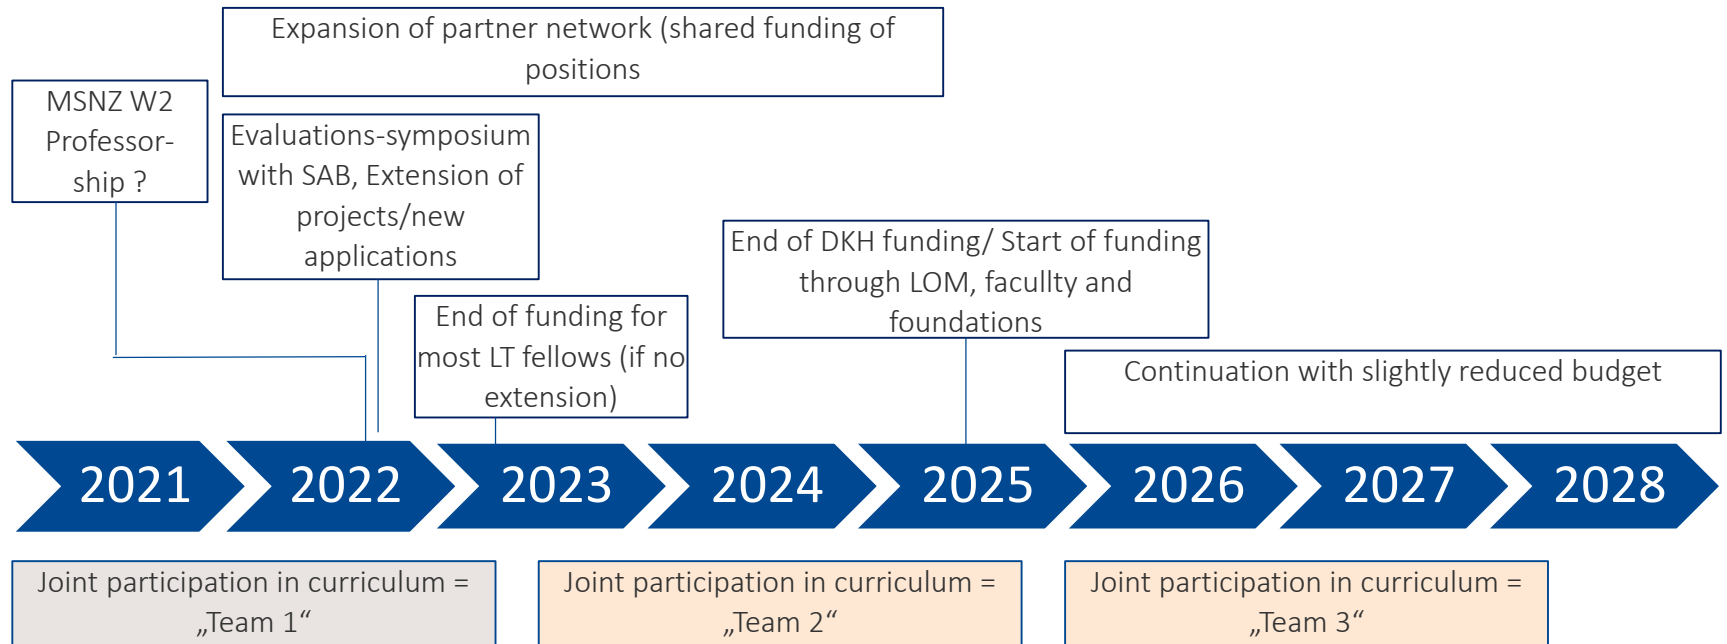 Expansion of partner network (shared funding of
positions
MSNZ W2
Professor-
ship ?
Evaluations-symposium
with SAB, Extension of
projects/new
applications
End of DKH funding/ Start of funding
through LOM, facullty and
foundations
End of funding for
most LT fellows (if no
extension)
Continuation with slightly reduced budget
2021 2022 2023 2024 2025 2026 2027 2028
Joint participation in curriculum =
„Team 1“
Joint participation in curriculum =
„Team 2“
Joint participation in curriculum =
„Team 3“